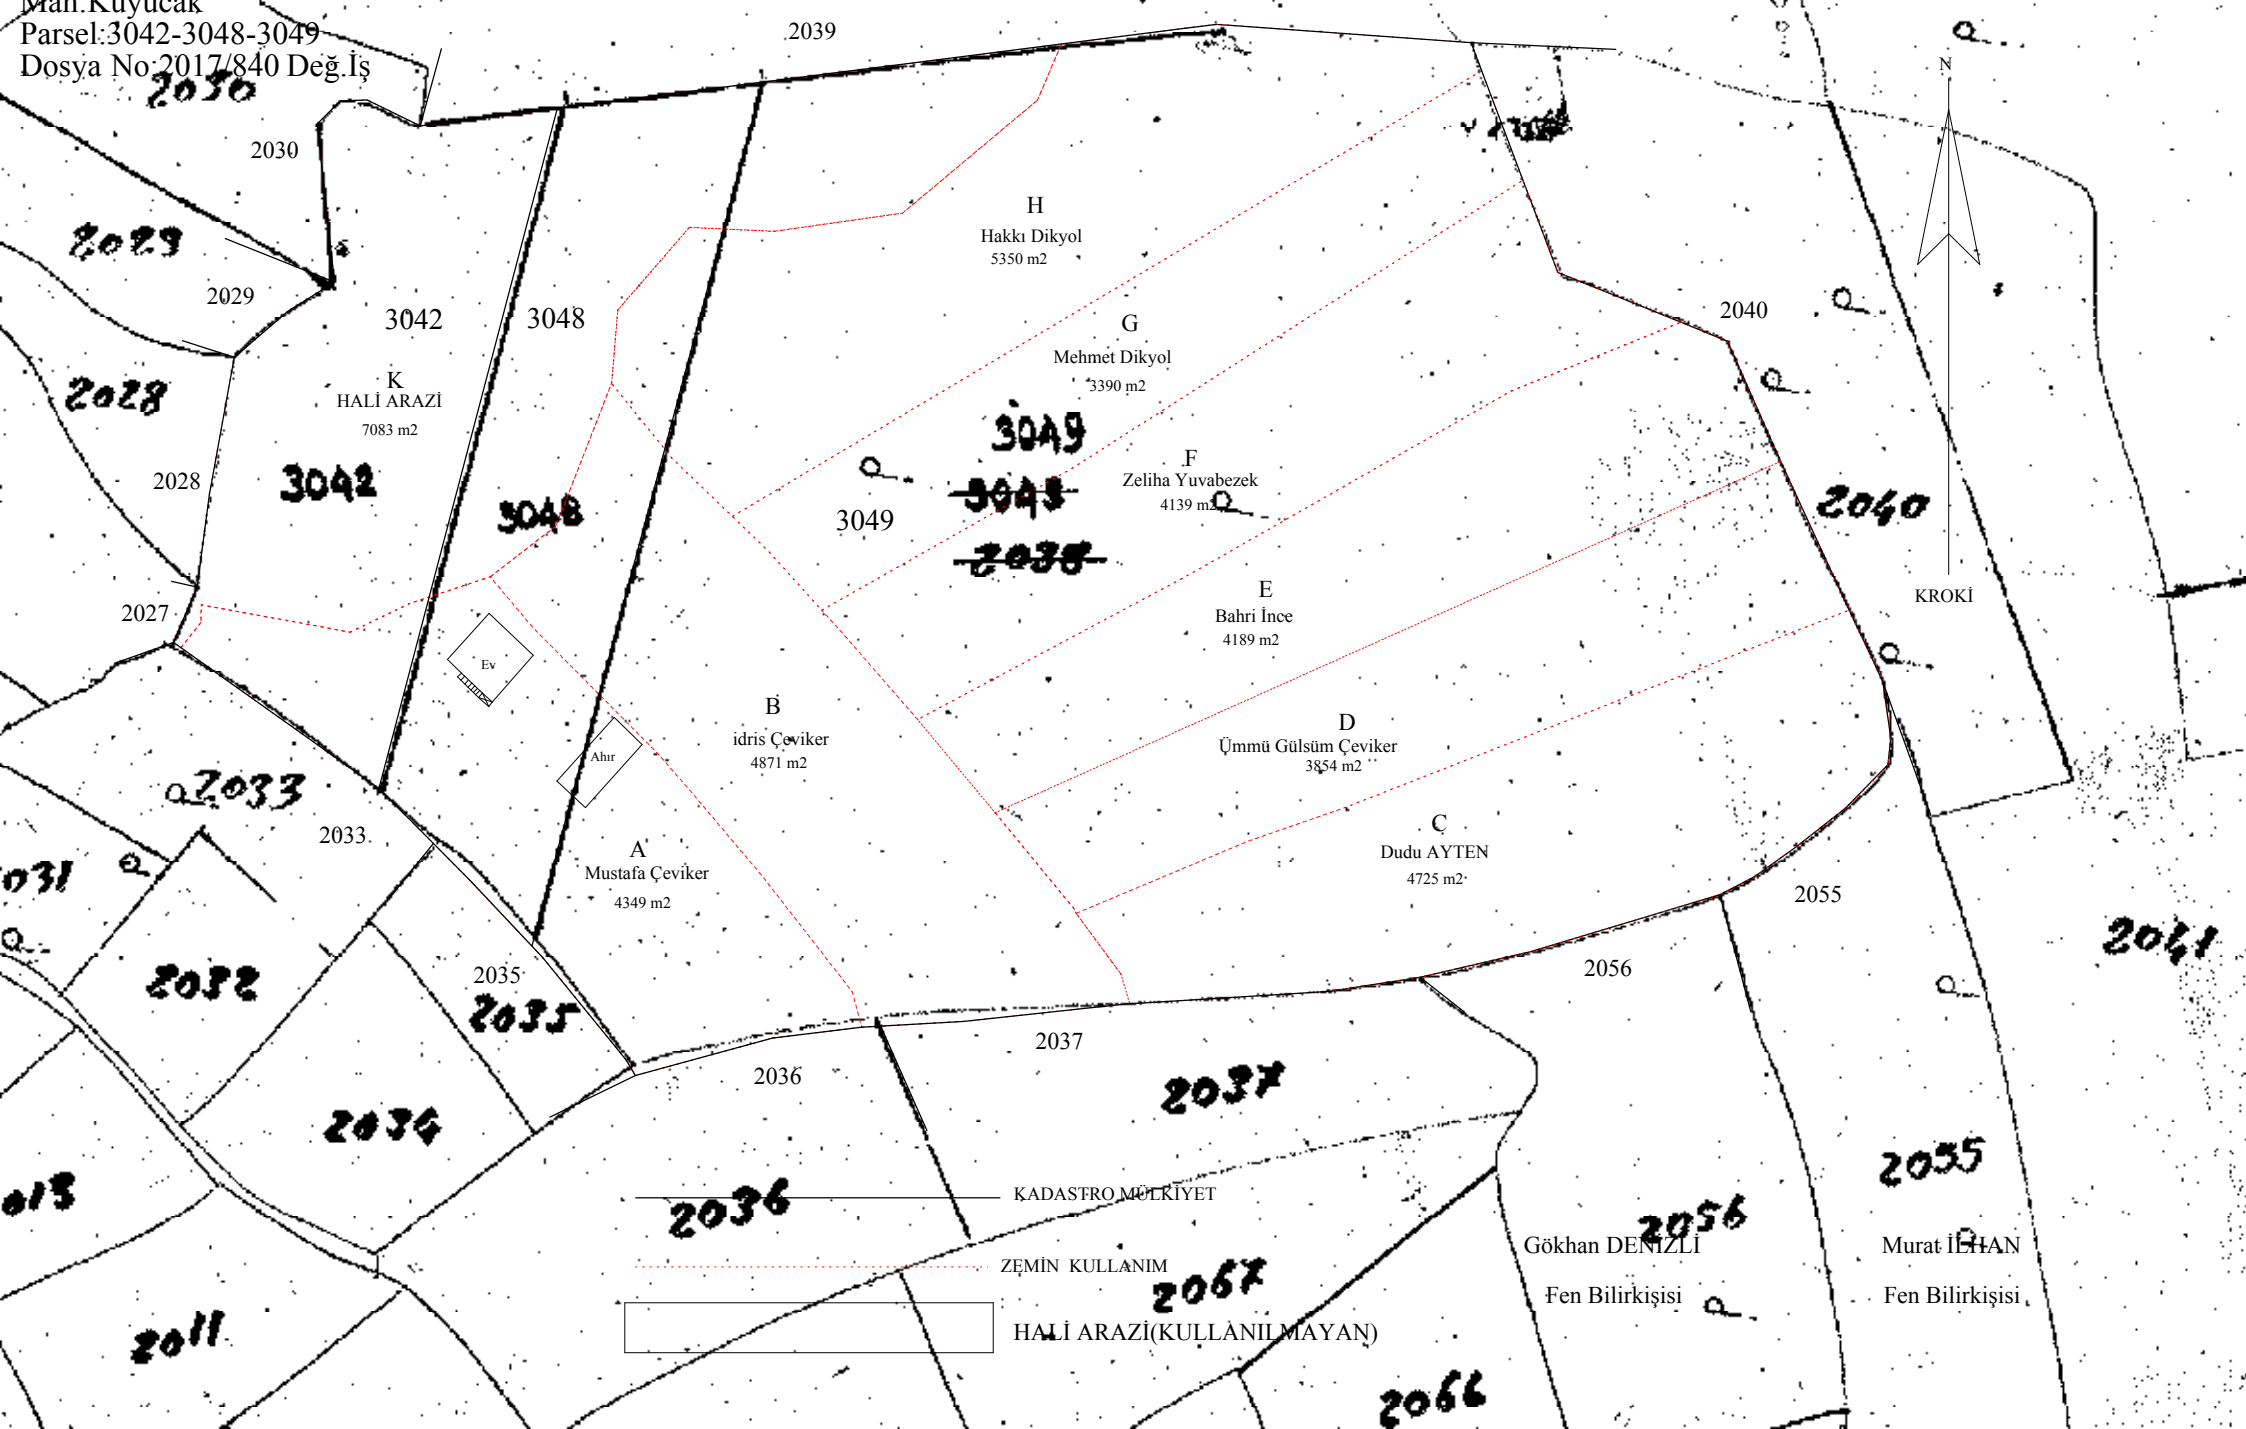 Mah.Kuyucak
Parsel:3042-3048-3049
Dosya No:2017/840 Değ.İş
2039
2030
2030
N
2029
2029
H
Hakkı Dikyol
5350 m2
3042
3048
2040
G
Mehmet Dikyol
3390 m2
2028
K
HALİ ARAZİ
7083 m2
3049
2028
3042
3048
3049
3043
2038
F
Zeliha Yuvabezek
4139 m2
2040
2027
E
Bahri İnce
4189 m2
KROKİ
Ev
B
idris Çeviker
4871 m2
D
Ümmü Gülsüm Çeviker
3854 m2
Ahır
2033
2033
A
Mustafa Çeviker
4349 m2
C
Dudu AYTEN
4725 m2
2055
031
2032
2035
2035
2056
2041
2037
2036
2037
2034
2055
013
2036
KADASTRO MÜLKİYET
2056
Gökhan DENİZLİ
Fen Bilirkişisi
Murat İLHAN
Fen Bilirkişisi
ZEMİN KULLANIM
2067
2011
HALİ ARAZİ(KULLANILMAYAN)
2066